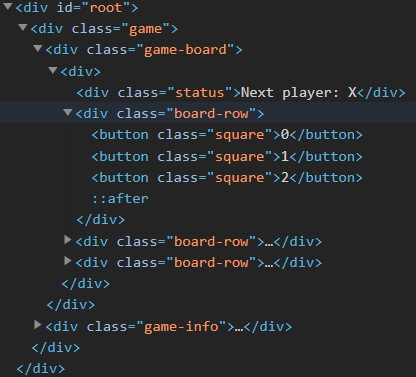 <div id="root">
<div class="game">
<div class="game-board">
<div>
<div class="status">Next player: X</div>
<div class="board-row">
<button class="square">0</button>
<button class="square">1</button>
<button class="square">2</button>
::after
</div>
<div class="board-row">…</div>
<div class="board-row">…</div>
</div>
</div>
<div class="game-info">…</div>
</div>
</div>